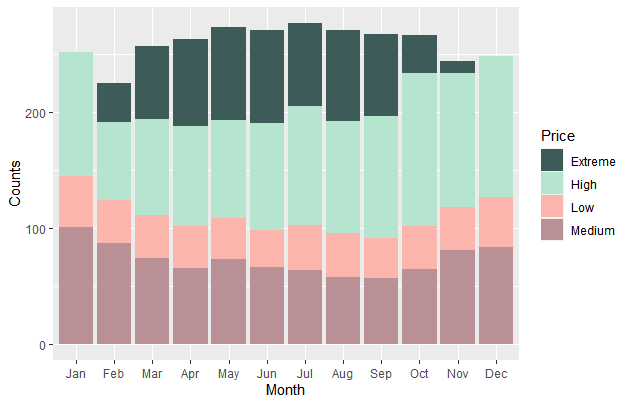 200
100
0
Counts
Jan Feb Mar Apr May Jun Jul Aug Sep Oct Nov Dec
Month
Price
Extreme
High
Low
Medium